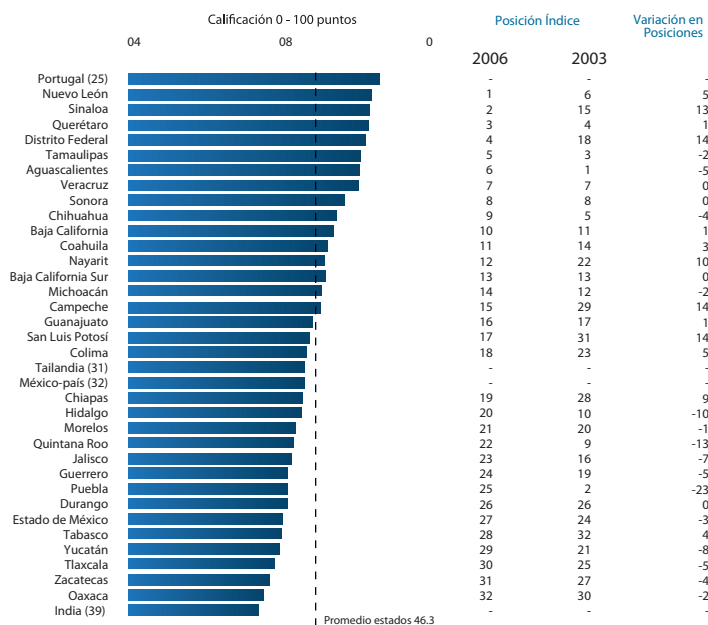 Calificación 0 - 100 puntos Posición Índice Variación en Posiciones
04 08 0
2006 2003
Portugal (25) - - -
Nuevo León 1 6 5
Sinaloa 2 15 13
Querétaro 3 4 1
Distrito Federal 4 18 14
Tamaulipas 5 3 -2
Aguascalientes 6 1 -5
Veracruz 7 7 0
Sonora 8 8 0
Chihuahua 9 5 -4
Baja California 10 11 1
Coahuila 11 14 3
Nayarit 12 22 10
Baja California Sur 13 13 0
Michoacán 14 12 -2
Campeche 15 29 14
Guanajuato 16 17 1
San Luis Potosí 17 31 14
Colima 18 23 5
Tailandia (31) - - -
México-país (32) - - -
Chiapas 19 28 9
Hidalgo 20 10 -10
Morelos 21 20 -1
Quintana Roo 22 9 -13
Jalisco 23 16 -7
Guerrero 24 19 -5
Puebla 25 2 -23
Durango 26 26 0
Estado de México 27 24 -3
Tabasco 28 32 4
Yucatán 29 21 -8
Tlaxcala 30 25 -5
Zacatecas 31 27 -4
Oaxaca 32 30 -2
India (39) - - -
Promedio estados 46.3